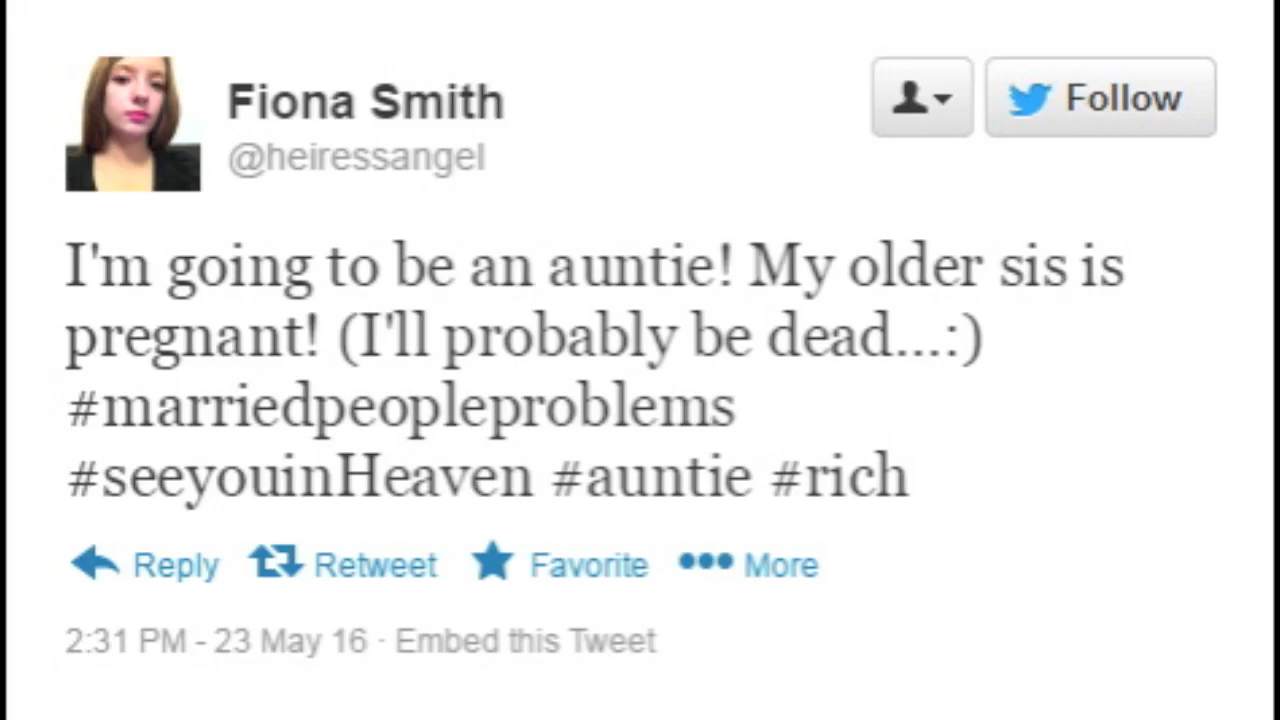 Fiona Smith
@heiressangel
Follow
I'm going to be an auntie! My older sis is
pregnant! (I'll probably be dead...:)
#marriedpeopleproblems
#seeyouinHeaven #auntie #rich
Reply Retweet Favorite More
2:31 PM - 23 May 16 · Embed this Tweet